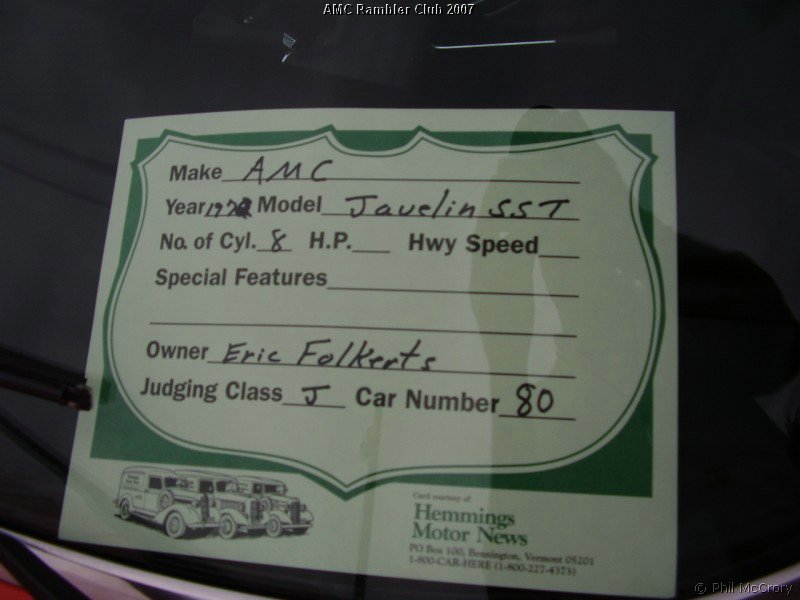 AMC Rambler Club 2007
Make AMC
Year 1972 Model Javelin SST
No. of Cyl. 8 H.P. Hwy Speed
Special Features
Owner Eric Folkerts
Judging Class J Car Number 80
Card courtesy of:
Hemmings
Motor News
PO Box 100, Bennington, Vermont 05201
1-800-CAR-HERE (1-800-227-4373)
© Phil McCrory